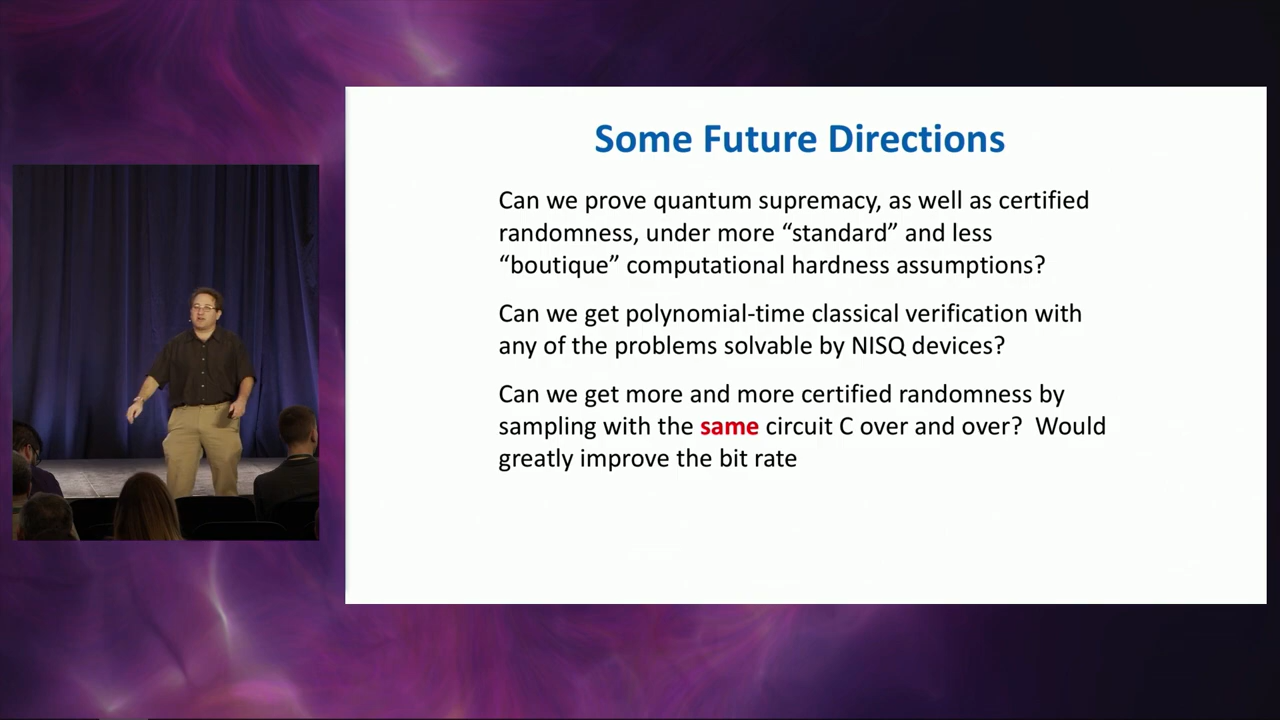 Some Future Directions
Can we prove quantum supremacy, as well as certified
randomness, under more “standard” and less
“boutique” computational hardness assumptions?
Can we get polynomial-time classical verification with
any of the problems solvable by NISQ devices?
Can we get more and more certified randomness by
sampling with the same circuit C over and over?  Would
greatly improve the bit rate